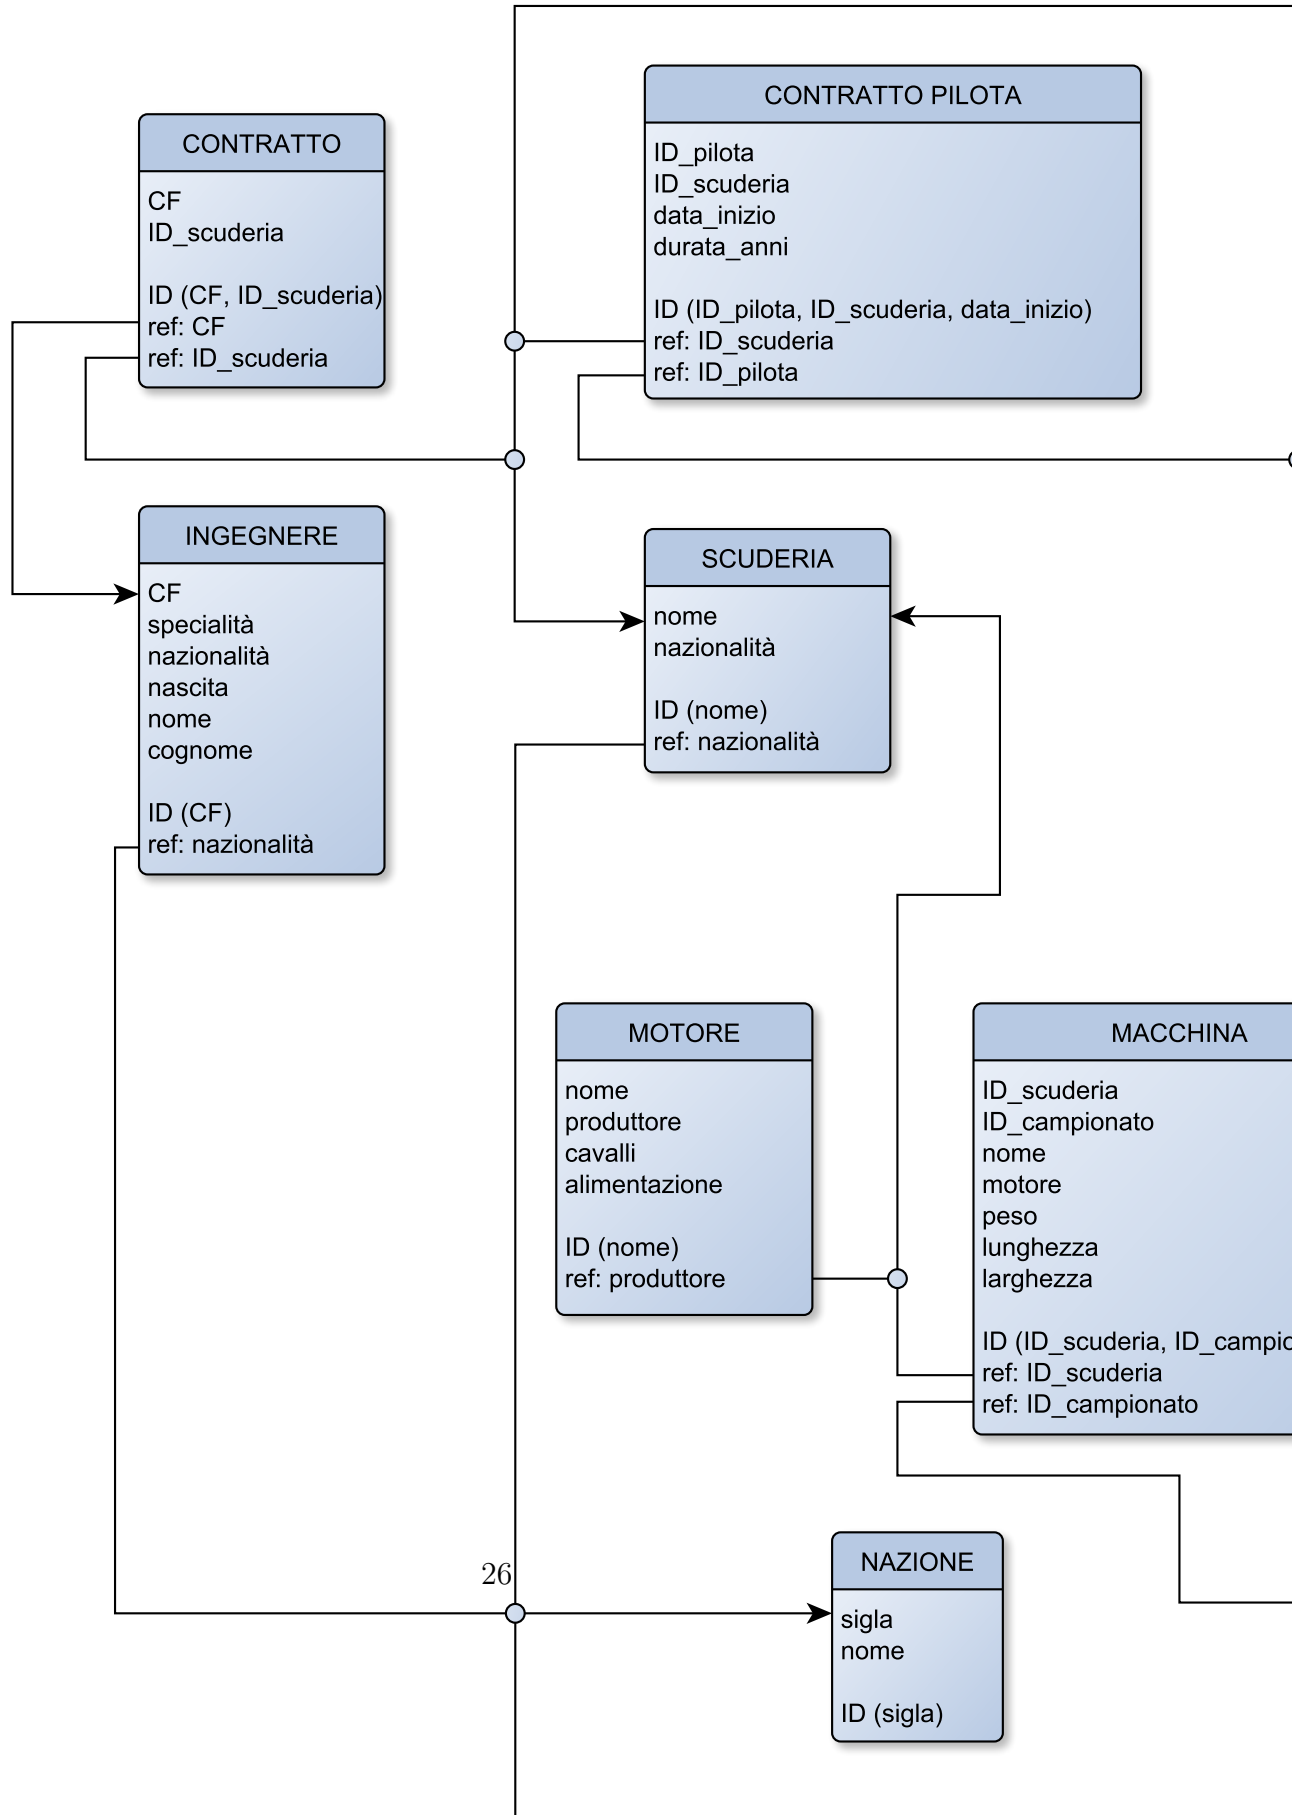 CONTRATTO PILOTA
ID_pilota
ID_scuderia
data_inizio
durata_anni
ID (ID_pilota, ID_scuderia, data_inizio)
ref: ID_scuderia
ref: ID_pilota
CONTRATTO
CF
ID_scuderia
ID (CF, ID_scuderia)
ref: CF
ref: ID_scuderia
INGEGNERE
CF
specialità
nazionalità
nascita
nome
cognome
ID (CF)
ref: nazionalità
SCUDERIA
nome
nazionalità
ID (nome)
ref: nazionalità
MOTORE
nome
produttore
cavalli
alimentazione
ID (nome)
ref: produttore
MACCHINA
ID_scuderia
ID_campionato
nome
motore
peso
lunghezza
larghezza
ID (ID_scuderia, ID_campio
ref: ID_scuderia
ref: ID_campionato
26
NAZIONE
sigla
nome
ID (sigla)